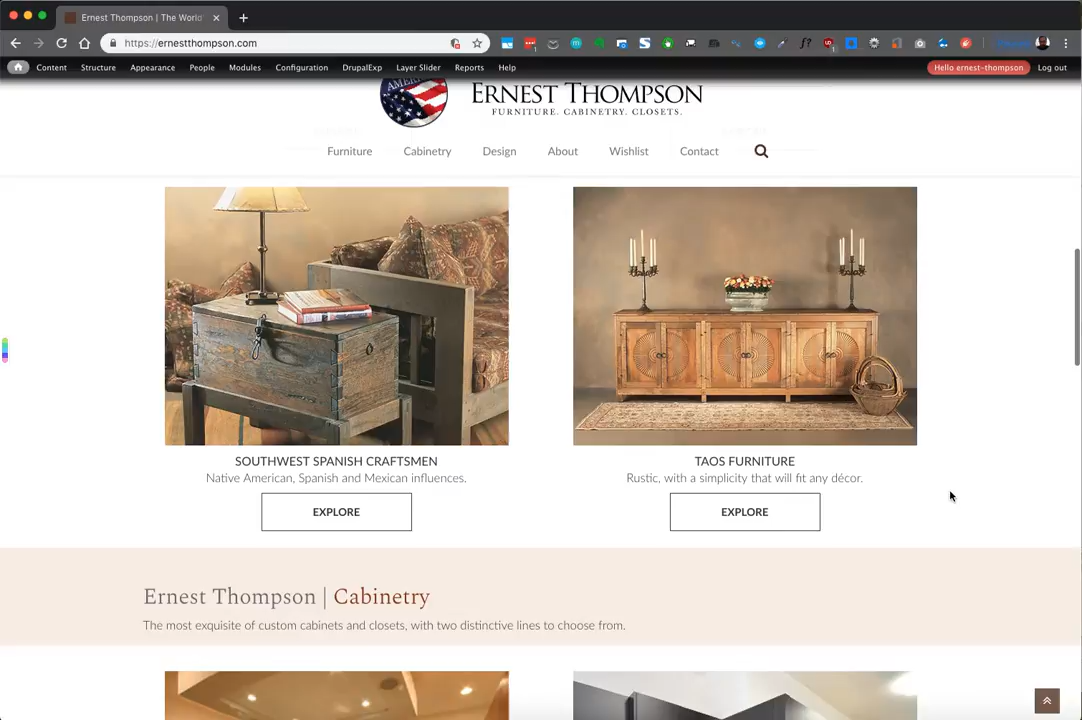 Ernest Thompson | The World
https://ernestthompson.com
Content Structure Appearance People Modules Configuration DrupalExp Layer Slider Reports Help Hello ernest-thompson Log out
ERNEST THOMPSON
FURNITURE. CABINETRY. CLOSETS.
Furniture Cabinetry Design About Wishlist Contact
SOUTHWEST SPANISH CRAFTSMEN
Native American, Spanish and Mexican influences.
EXPLORE
TAOS FURNITURE
Rustic, with a simplicity that will fit any décor.
EXPLORE
Ernest Thompson | Cabinetry
The most exquisite of custom cabinets and closets, with two distinctive lines to choose from.